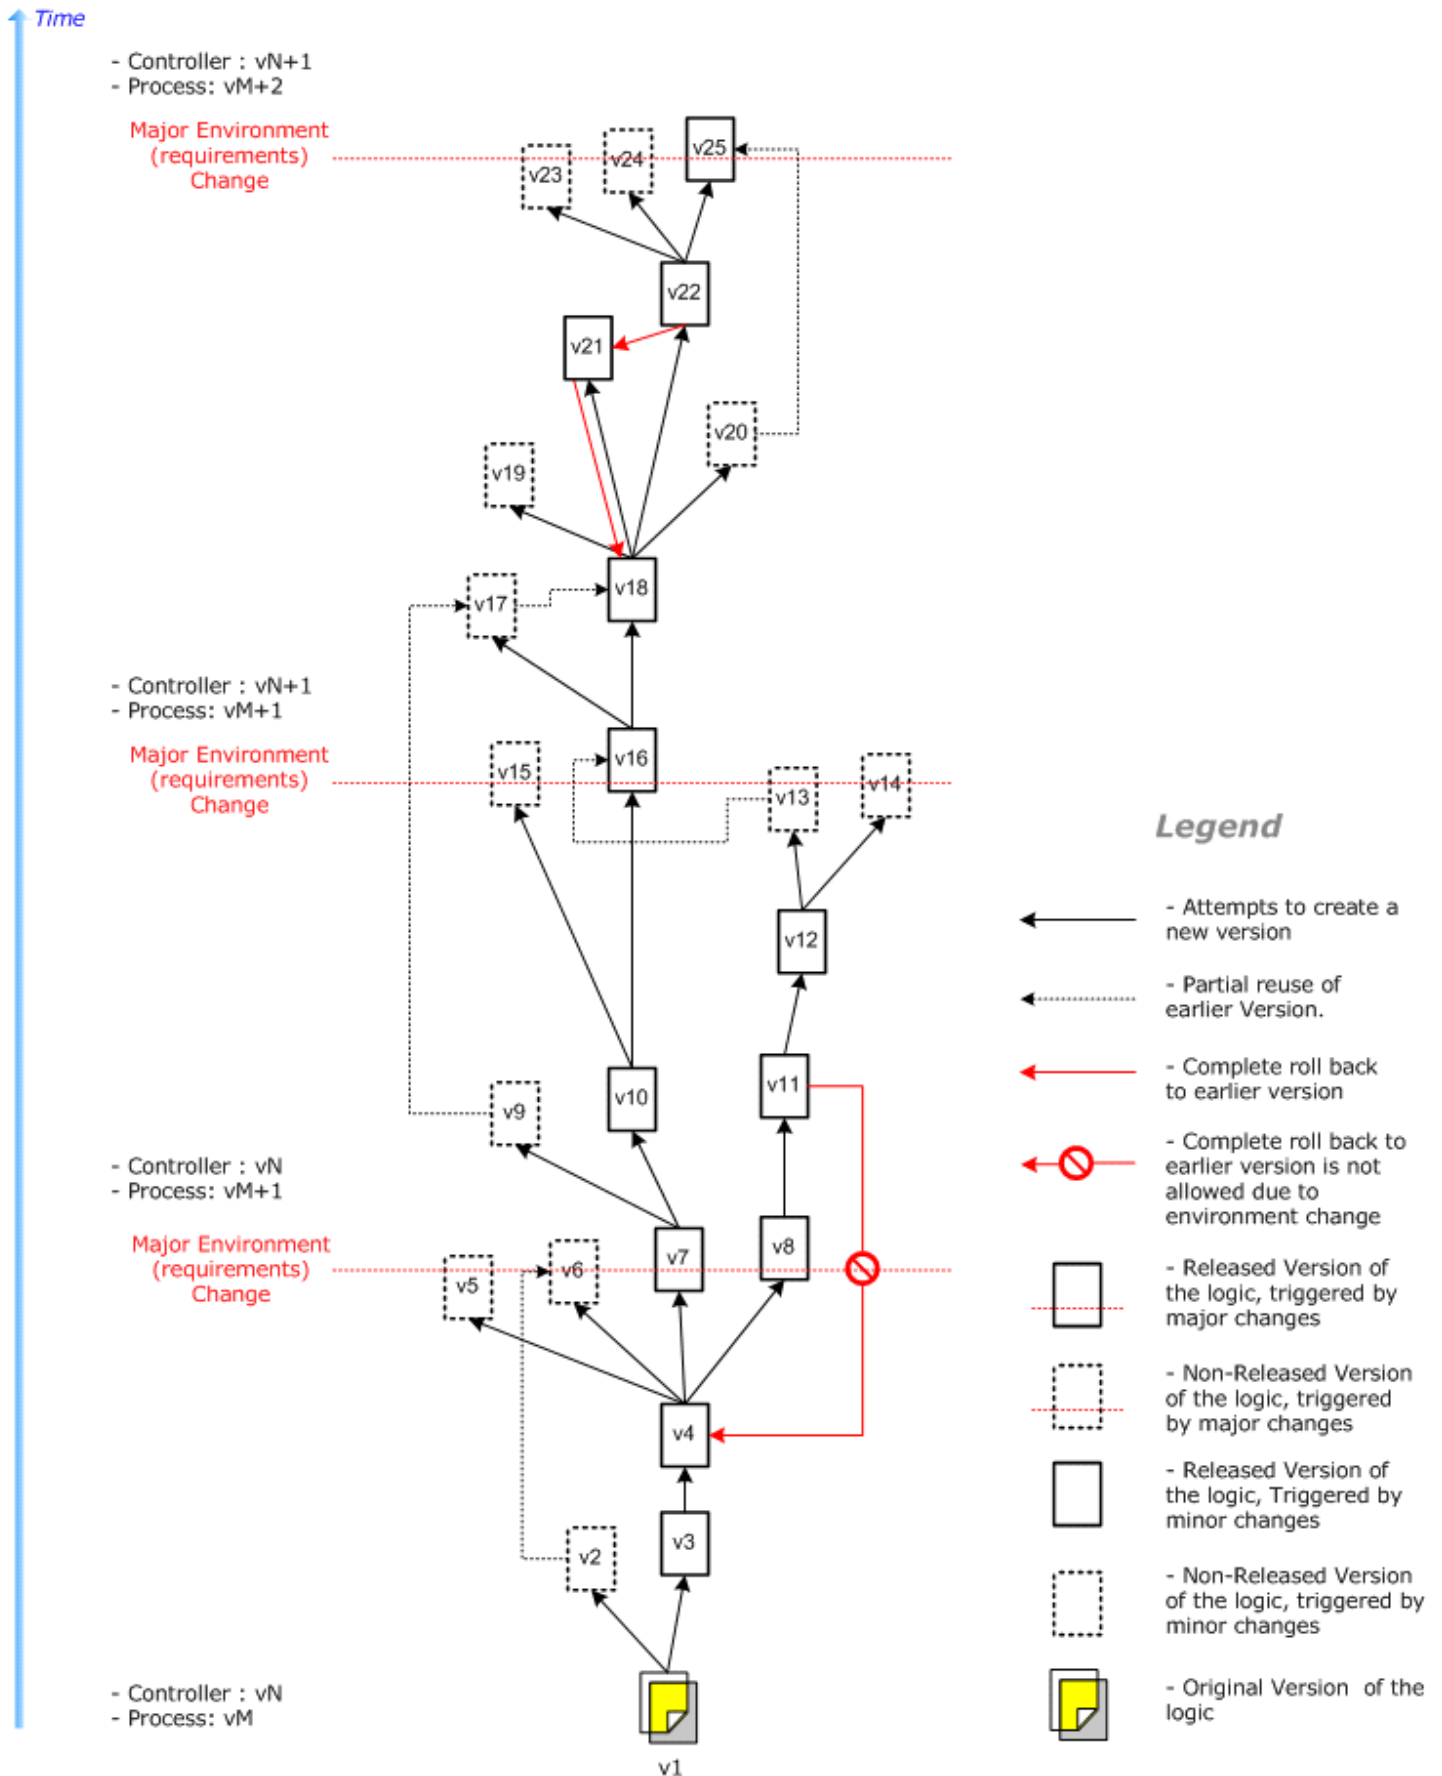 Time
- Controller : vN+1
- Process: vM+2
Major Environment
(requirements)
Change
v23
v24
v25
v22
v21
v20
v19
v18
v17
- Controller : vN+1
- Process: vM+1
Major Environment
(requirements)
Change
v15
v16
v13
v14
v12
v11
v10
v9
- Controller : vN
- Process: vM+1
Major Environment
(requirements)
Change
v5
v6
v7
v8
v4
v3
v2
- Controller : vN
- Process: vM
v1
Legend
- Attempts to create a
new version
- Partial reuse of
earlier Version.
- Complete roll back
to earlier version
- Complete roll back to
earlier version is not
allowed due to
environment change
- Released Version of
the logic, triggered by
major changes
- Non-Released Version
of the logic, triggered
by major changes
- Released Version of
the logic, Triggered by
minor changes
- Non-Released Version
of the logic, triggered by
minor changes
- Original Version of the
logic